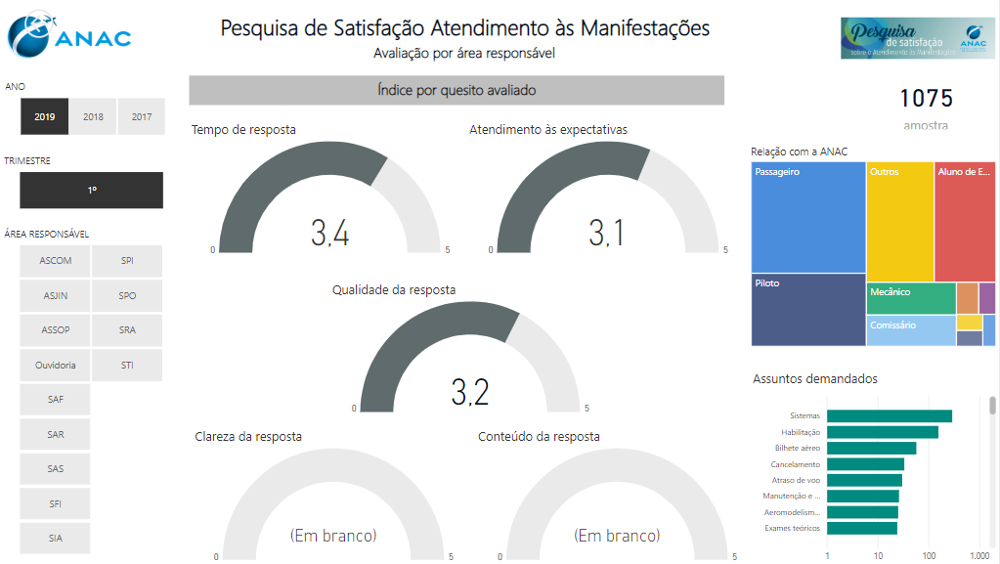 ANAC
Pesquisa de Satisfação Atendimento às Manifestações
Avaliação por área responsável
Pesquisa
de satisfação
sobre o Atendimento às Manifestações
ANAC
ANO
2019
2018
2017
TRIMESTRE
1º
ÁREA RESPONSÁVEL
ASCOM
SPI
ASJIN
SPO
ASSOP
SRA
Ouvidoria
STI
SAF
SAR
SAS
SFI
SIA
Índice por quesito avaliado
Tempo de resposta
3,4
0
5
Atendimento às expectativas
3,1
0
5
Qualidade da resposta
3,2
0
5
Clareza da resposta
(Em branco)
0
5
Conteúdo da resposta
(Em branco)
0
5
1075
amostra
Relação com a ANAC
Passageiro
Outros
Aluno de E...
Piloto
Mecânico
Comissário
Assuntos demandados
Sistemas
Habilitação
Bilhete aéreo
Cancelamento
Atraso de voo
Manutenção e ...
Aeromodelism...
Exames teóricos
1
10
100
1.000